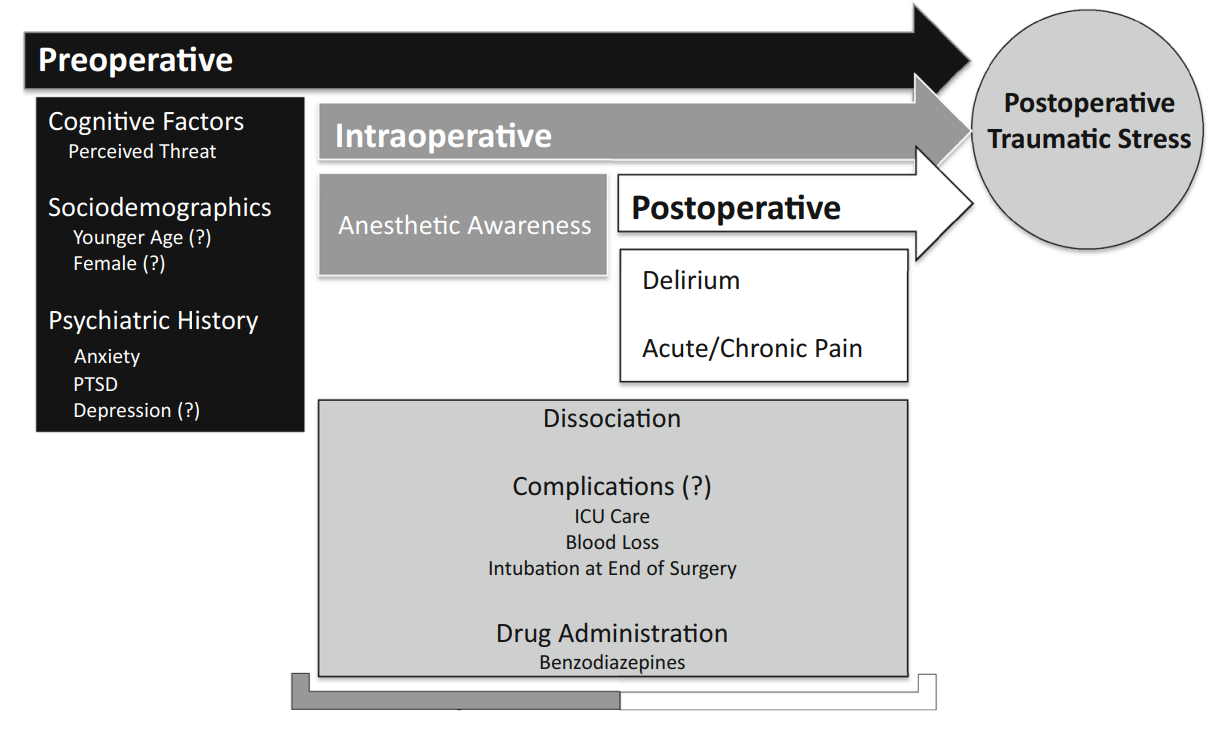 Preoperative
Postoperative
Traumatic Stress
Cognitive Factors
Perceived Threat
Sociodemographics
Younger Age (?)
Female (?)
Psychiatric History
Anxiety
PTSD
Depression (?)
Intraoperative
Anesthetic Awareness
Postoperative
Delirium
Acute/Chronic Pain
Dissociation
Complications (?)
ICU Care
Blood Loss
Intubation at End of Surgery
Drug Administration
Benzodiazepines